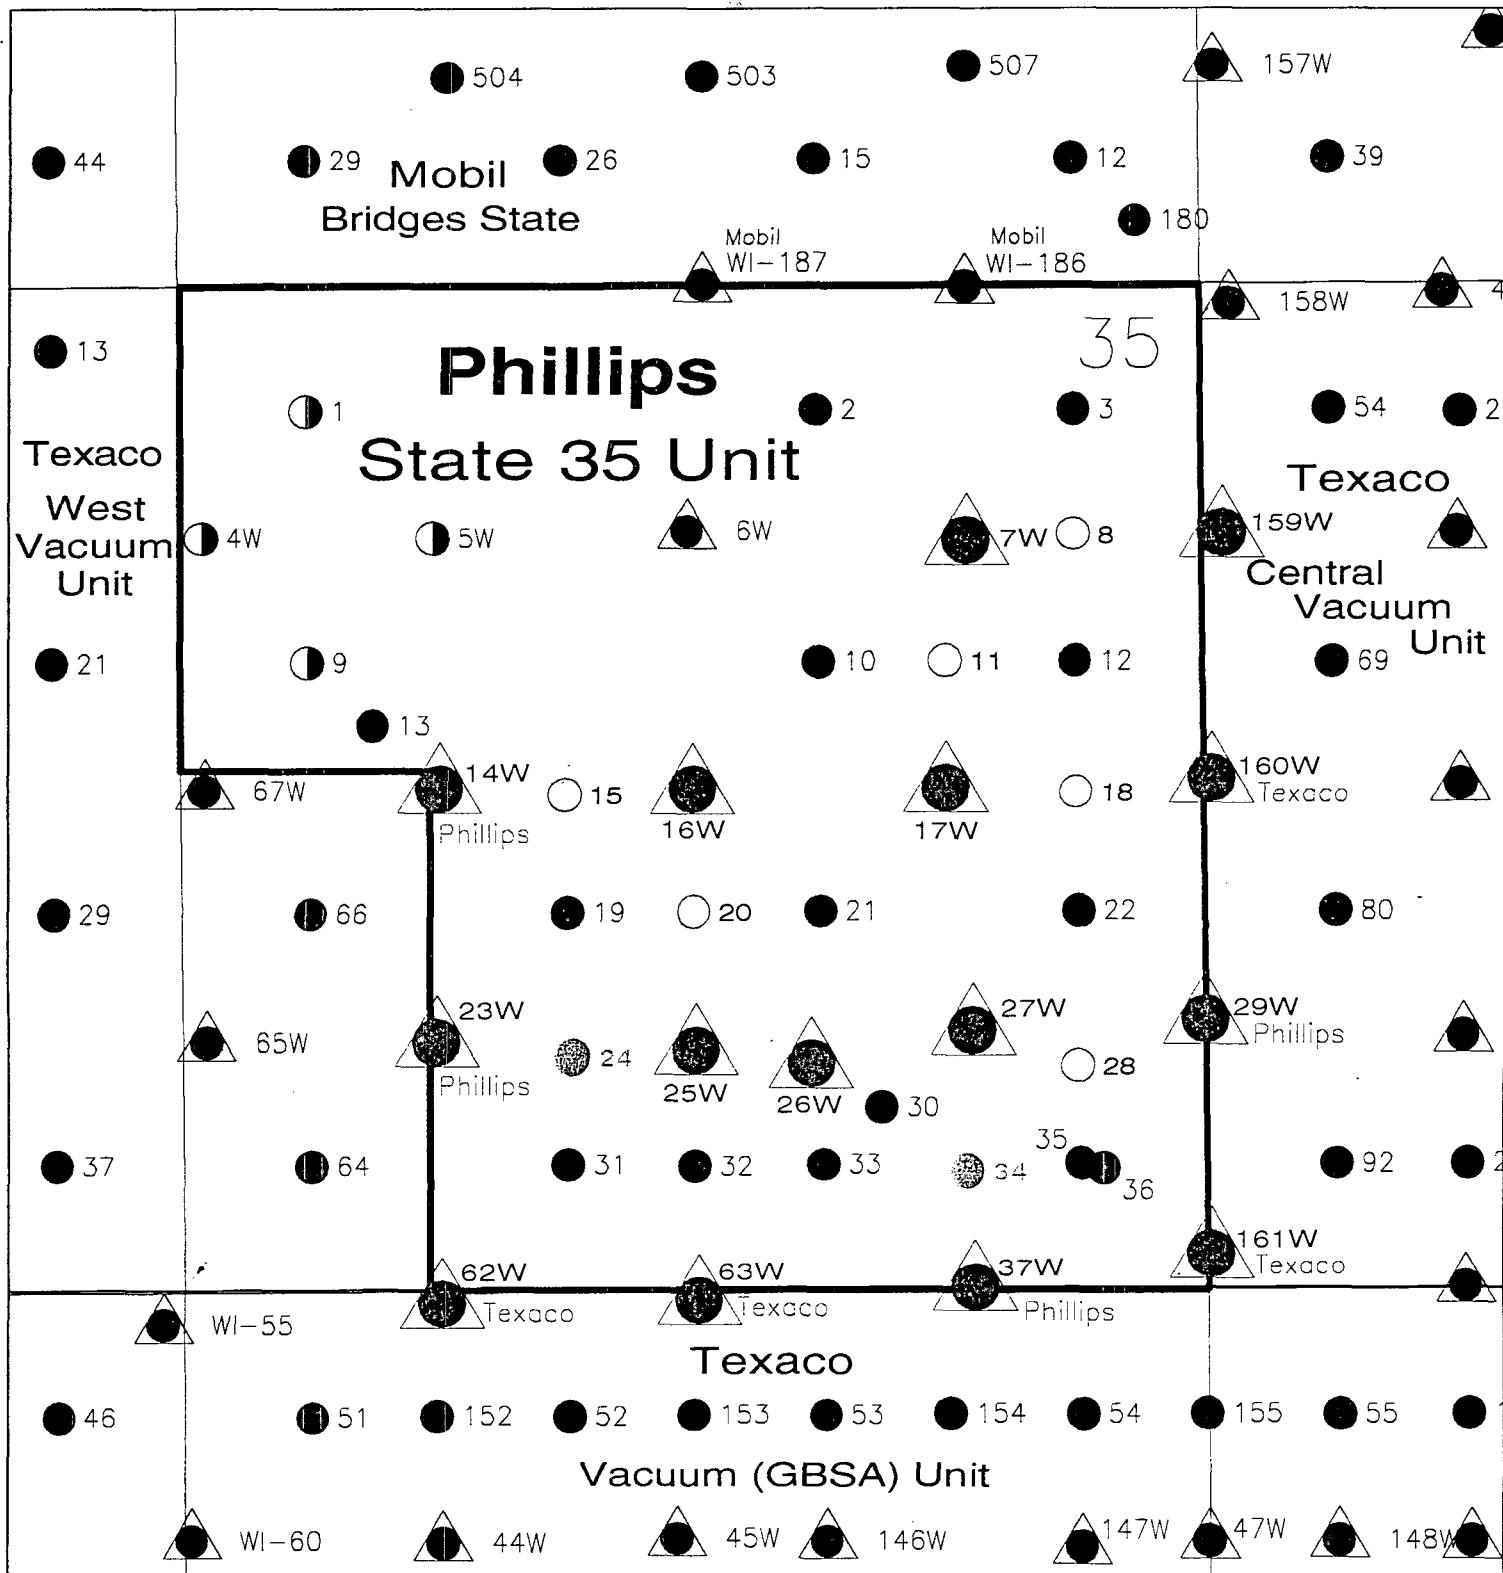 504
503
507
157W
44
29
26
15
12
39
Mobil
Bridges State
180
Mobil
WI-187
Mobil
WI-186
158W
4
13
35
Phillips
1
2
3
54
2
State 35 Unit
Texaco
West
Vacuum
Unit
Texaco
4W
5W
6W
7W
8
159W
Central
Vacuum
Unit
21
9
10
11
12
69
13
67W
14W
Phillips
15
16W
17W
18
160W
Texaco
29
66
19
20
21
22
80
65W
23W
Phillips
24
25W
26W
27W
28
29W
Phillips
30
37
64
31
32
33
34
35
36
92
2
62W
Texaco
63W
Texaco
37W
Phillips
161W
Texaco
WI-55
Texaco
46
51
152
52
153
53
154
54
155
55
1
Vacuum (GBSA) Unit
WI-60
44W
45W
146W
147W
47W
148W